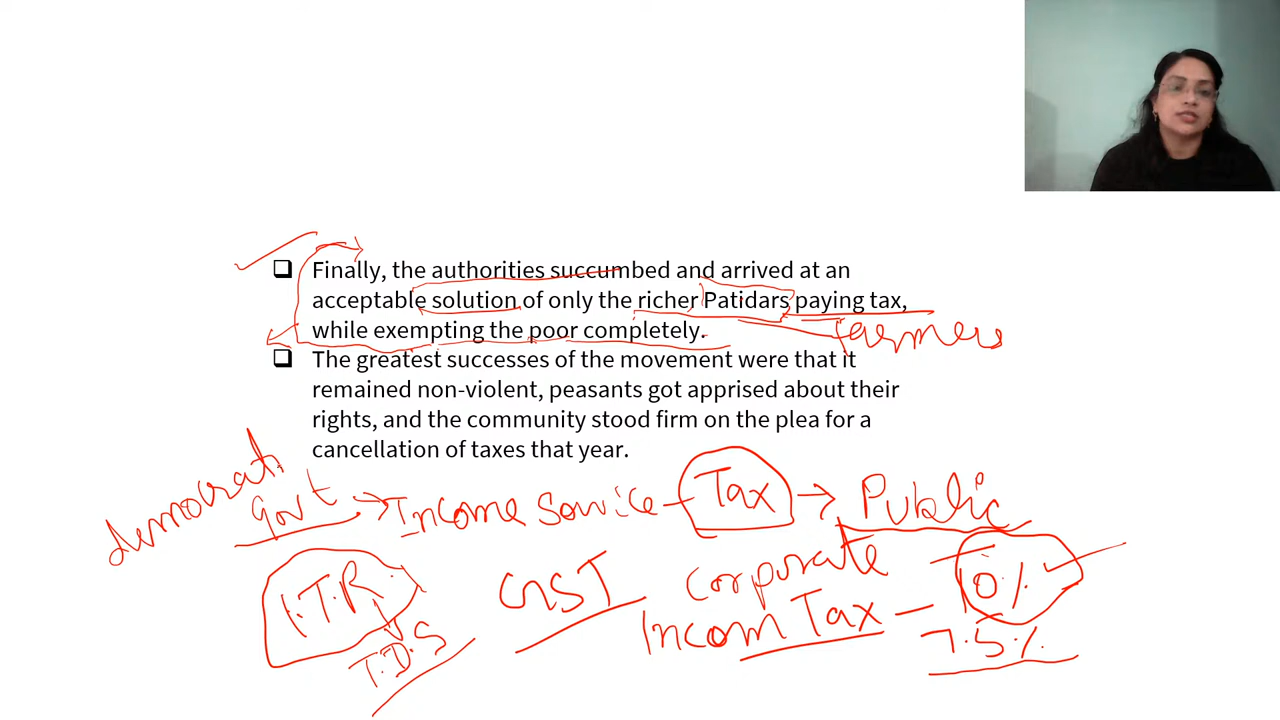 Finally, the authorities succumbed and arrived at an
acceptable solution of only the richer Patidars paying tax,
while exempting the poor completely.
farmers
The greatest successes of the movement were that it
remained non-violent, peasants got apprised about their
rights, and the community stood firm on the plea for a
cancellation of taxes that year.
democrati
Govt → Income Source - Tax → Public
I.T.R. GST Corporate 10%
T.D.S Incom Tax - 7.5%